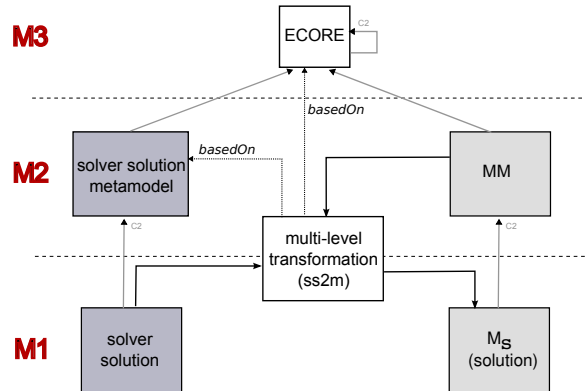 M3
ECORE
C2
basedOn
basedOn
M2
solver solution
metamodel
MM
C2
C2
multi-level
transformation
(ss2m)
M1
solver
solution
MS
(solution)